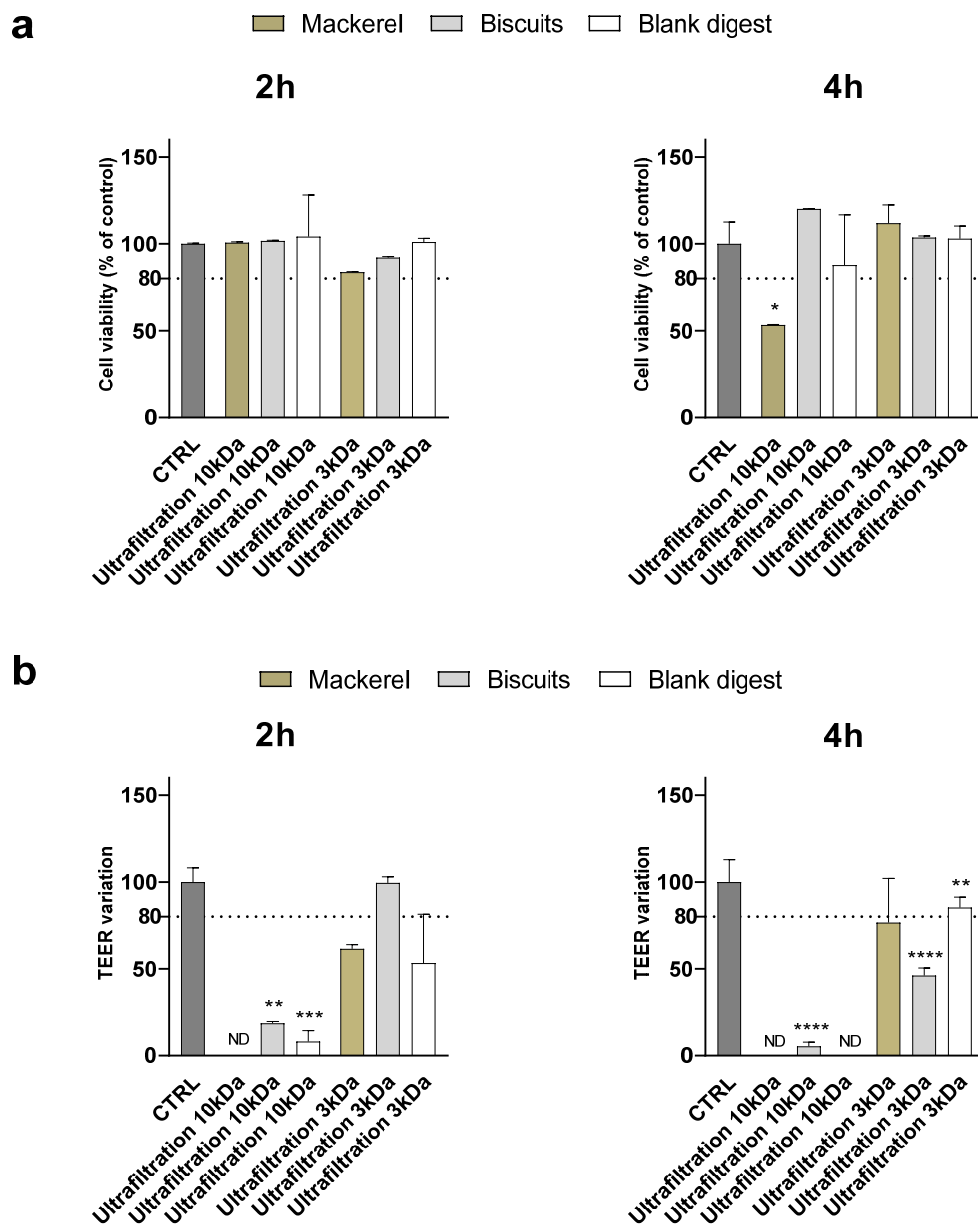 a
Mackerel Biscuits Blank digest
2h 4h
Cell viability (% of control)
150
100
80
50
0
CTRL
Ultrafiltration 10kDa
Ultrafiltration 10kDa
Ultrafiltration 10kDa
Ultrafiltration 3kDa
Ultrafiltration 3kDa
Ultrafiltration 3kDa
Cell viability (% of control)
150
100
80
50
0
*
CTRL
Ultrafiltration 10kDa
Ultrafiltration 10kDa
Ultrafiltration 10kDa
Ultrafiltration 3kDa
Ultrafiltration 3kDa
Ultrafiltration 3kDa
b
Mackerel Biscuits Blank digest
2h 4h
TEER variation
150
100
80
50
0
ND ** ***
CTRL
Ultrafiltration 10kDa
Ultrafiltration 10kDa
Ultrafiltration 10kDa
Ultrafiltration 3kDa
Ultrafiltration 3kDa
Ultrafiltration 3kDa
TEER variation
150
100
80
50
0
ND **** ND **** **
CTRL
Ultrafiltration 10kDa
Ultrafiltration 10kDa
Ultrafiltration 10kDa
Ultrafiltration 3kDa
Ultrafiltration 3kDa
Ultrafiltration 3kDa